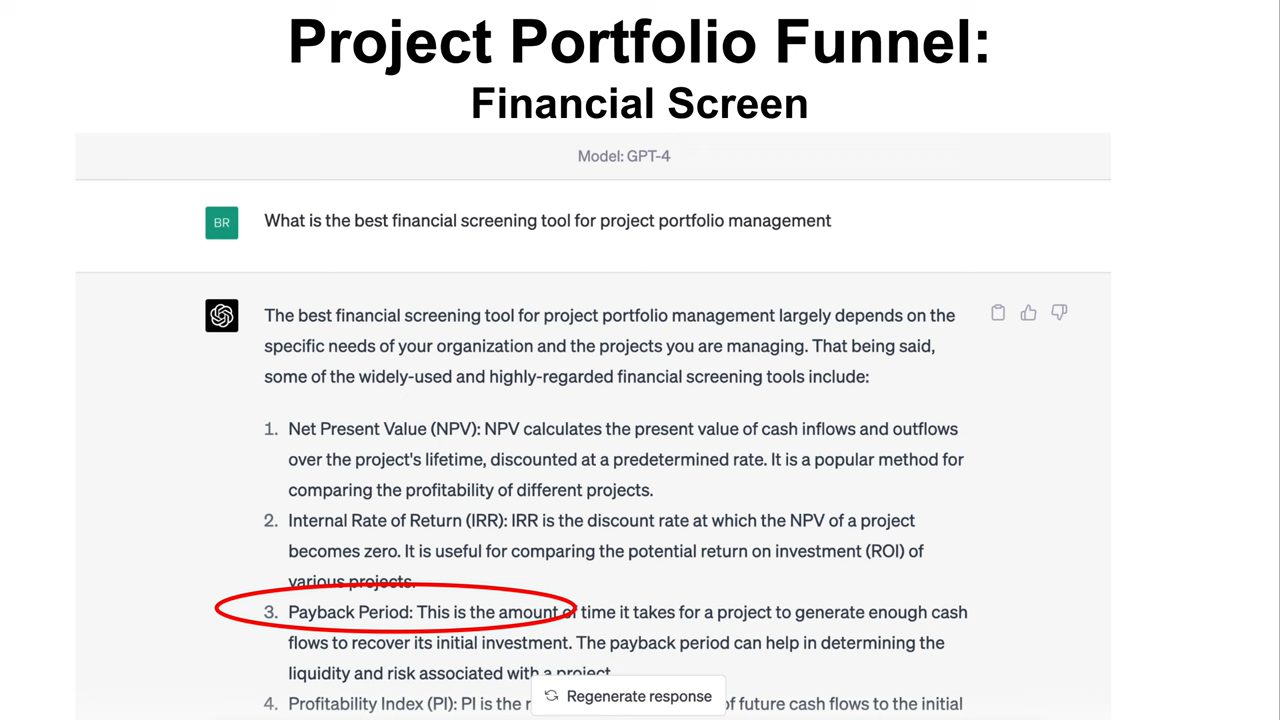 Project Portfolio Funnel:
Financial Screen
Model: GPT-4
BR
What is the best financial screening tool for project portfolio management
The best financial screening tool for project portfolio management largely depends on the
specific needs of your organization and the projects you are managing. That being said,
some of the widely-used and highly-regarded financial screening tools include:
1. Net Present Value (NPV): NPV calculates the present value of cash inflows and outflows
over the project's lifetime, discounted at a predetermined rate. It is a popular method for
comparing the profitability of different projects.
2. Internal Rate of Return (IRR): IRR is the discount rate at which the NPV of a project
becomes zero. It is useful for comparing the potential return on investment (ROI) of
various projects.
3. Payback Period: This is the amount of time it takes for a project to generate enough cash
flows to recover its initial investment. The payback period can help in determining the
liquidity and risk associated with a project.
Regenerate response
4. Profitability Index (PI): PI is the of future cash flows to the initial